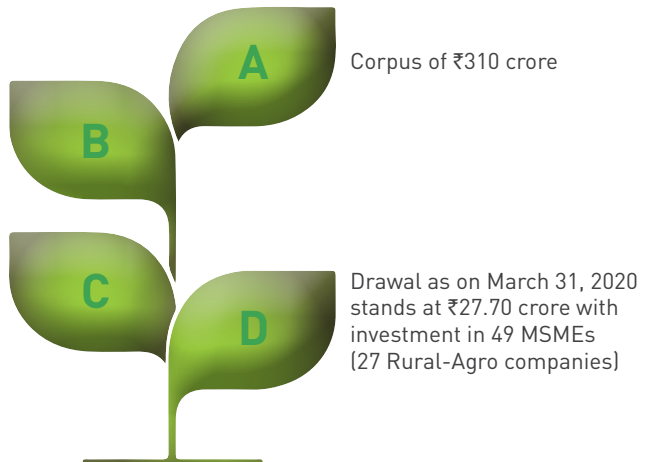 A
Corpus of ₹310 crore
B
C
D
Drawal as on March 31, 2020
stands at ₹27.70 crore with
investment in 49 MSMEs
(27 Rural-Agro companies)